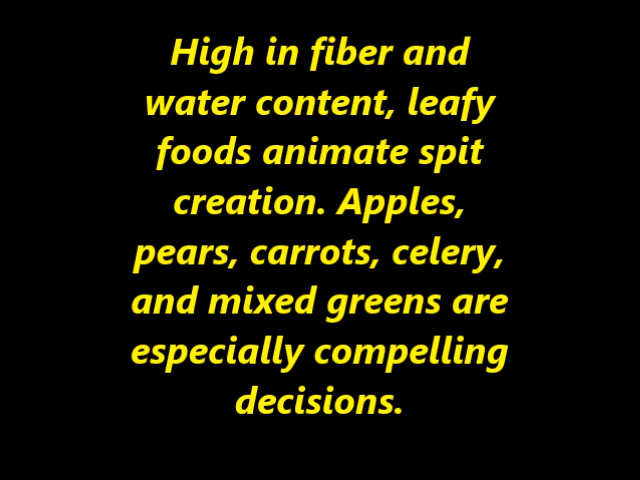 High in fiber and
water content, leafy
foods animate spit
creation. Apples,
pears, carrots, celery,
and mixed greens are
especially compelling
decisions.